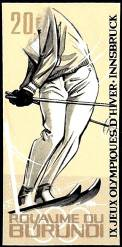 20F
IX.JEUX OLYMPIQUES.D'HIVER-INNSBRUCK
ROYAUME DU
BURUNDI